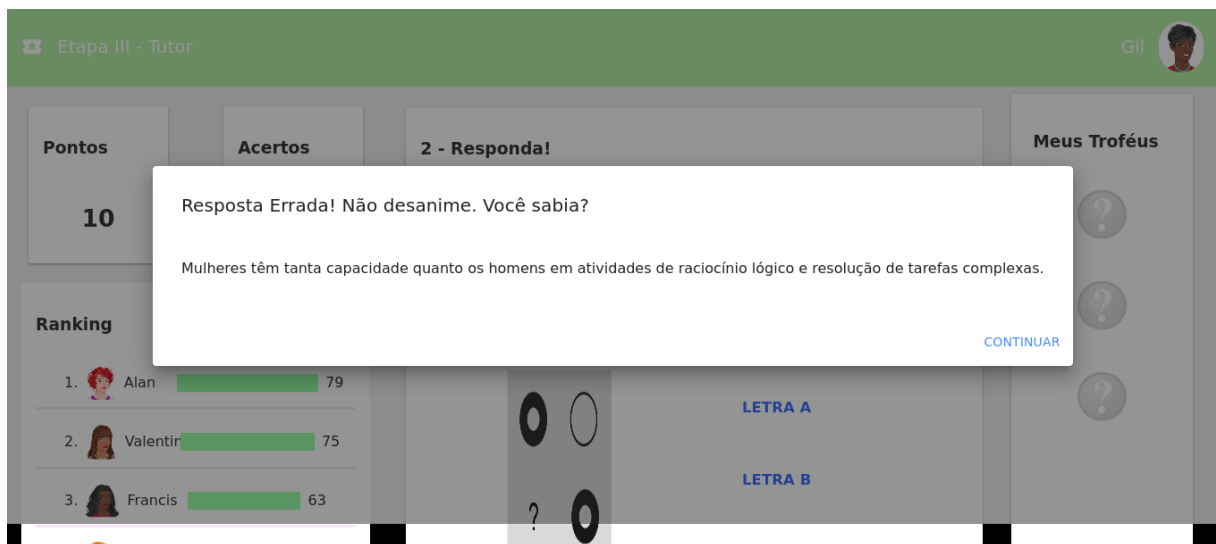 Etapa III - Tutor
Gil
Pontos
Acertos
2 - Responda!
Meus Troféus
10
Resposta Errada! Não desanime. Você sabia?
Mulheres têm tanta capacidade quanto os homens em atividades de raciocínio lógico e resolução de tarefas complexas.
CONTINUAR
Ranking
1. Alan 79
2. Valentin 75
3. Francis 63
LETRA A
LETRA B
?
?
?
?